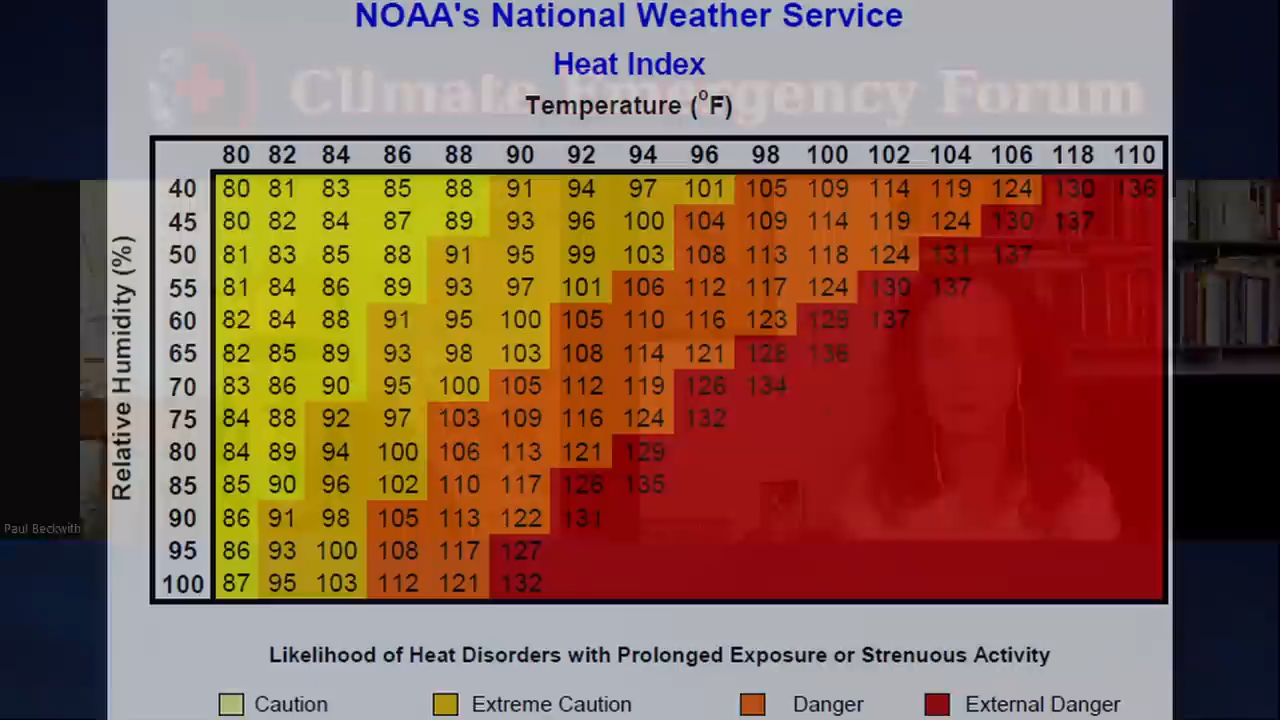 NOAA's National Weather Service
Heat Index
Climate Emergency Forum
Temperature (°F)
80 82 84 86 88 90 92 94 96 98 100 102 104 106 118 110
40 80 81 83 85 88 91 94 97 101 105 109 114 119 124 130 136
45 80 82 84 87 89 93 96 100 104 109 114 119 124 130 137
50 81 83 85 88 91 95 99 103 108 113 118 124 131 137
55 81 84 86 89 93 97 101 106 112 117 124 130 137
60 82 84 88 91 95 100 105 110 116 123 129 137
65 82 85 89 93 98 103 108 114 121 128 136
70 83 86 90 95 100 105 112 119 126 134
75 84 88 92 97 103 109 116 124 132
80 84 89 94 100 106 113 121 129
85 85 90 96 102 110 117 126 135
90 86 91 98 105 113 122 131
95 86 93 100 108 117 127
100 87 95 103 112 121 132
Relative Humidity (%)
Paul Beckwith
Likelihood of Heat Disorders with Prolonged Exposure or Strenuous Activity
Caution Extreme Caution Danger External Danger